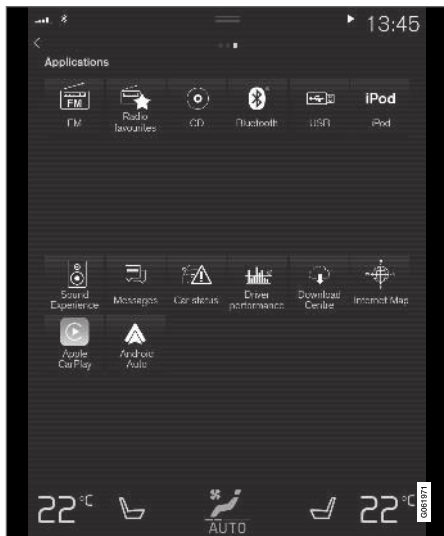 13:45
Applications
FM
FM
Radio
favourites
CD
Bluetooth
USB
iPod
iPod
Sound
Experience
Messages
Car status
Driver
performance
Download
Centre
Internet Map
Apple
CarPlay
Android
Auto
22°C
AUTO
22°C
G061971